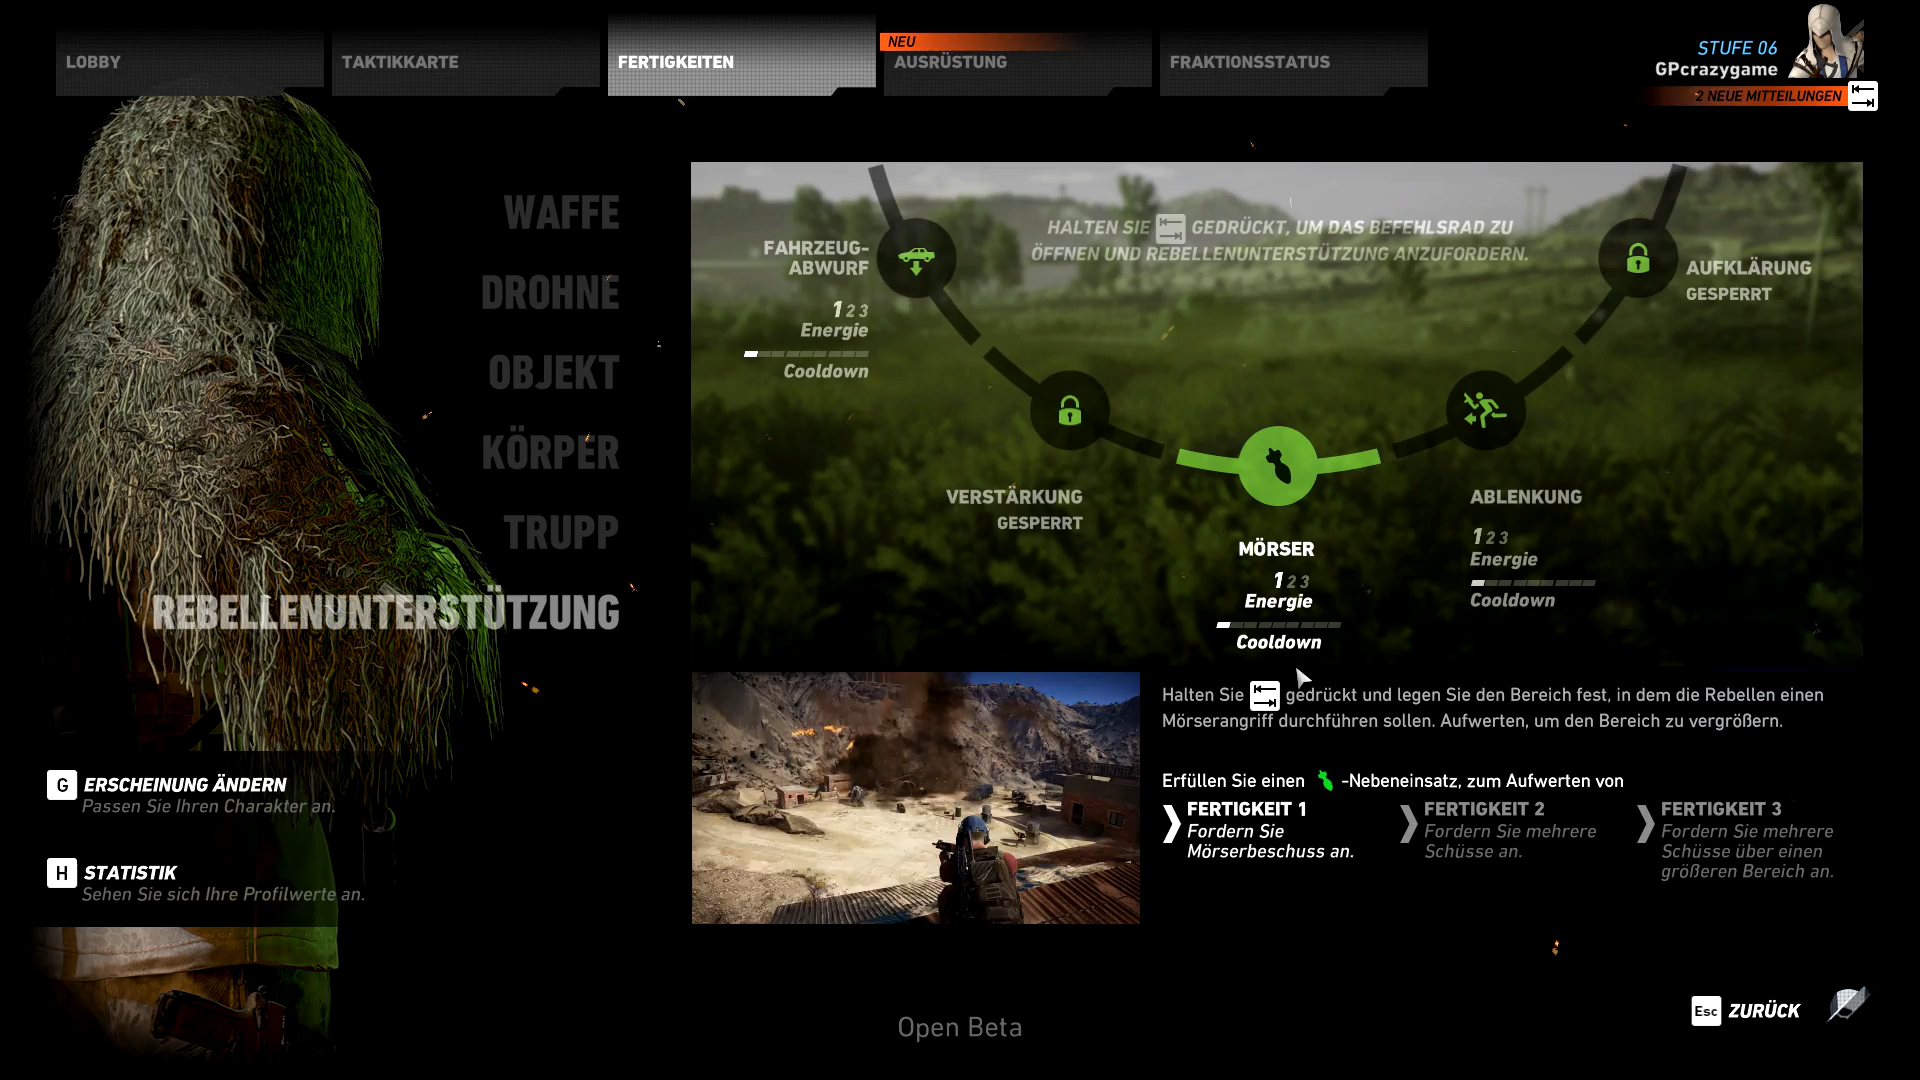 LOBBY
TAKTIKKARTE
FERTIGKEITEN
NEU
AUSRÜSTUNG
FRAKTIONSSTATUS
STUFE 06
GPcrazygame
2 NEUE MITTEILUNGEN
WAFFE
DROHNE
OBJEKT
KÖRPER
TRUPP
REBELLENUNTERSTÜTZUNG
HALTEN SIE GEDRÜCKT, UM DAS BEFEHLSRAD ZU
ÖFFNEN UND REBELLENUNTERSTÜTZUNG ANZUFORDERN.
FAHRZEUG-
ABWURF
1 2 3
Energie
Cooldown
AUFKLÄRUNG
GESPERRT
VERSTÄRKUNG
GESPERRT
MÖRSER
1 2 3
Energie
Cooldown
ABLENKUNG
1 2 3
Energie
Cooldown
Halten Sie gedrückt und legen Sie den Bereich fest, in dem die Rebellen einen
Mörserangriff durchführen sollen. Aufwerten, um den Bereich zu vergrößern.
Erfüllen Sie einen -Nebeneinsatz, zum Aufwerten von
FERTIGKEIT 1
Fordern Sie
Mörserbeschuss an.
FERTIGKEIT 2
Fordern Sie mehrere
Schüsse an.
FERTIGKEIT 3
Fordern Sie mehrere
Schüsse über einen
größeren Bereich an.
G ERSCHEINUNG ÄNDERN
Passen Sie Ihren Charakter an.
H STATISTIK
Sehen Sie sich Ihre Profilwerte an.
Open Beta
Esc ZURÜCK